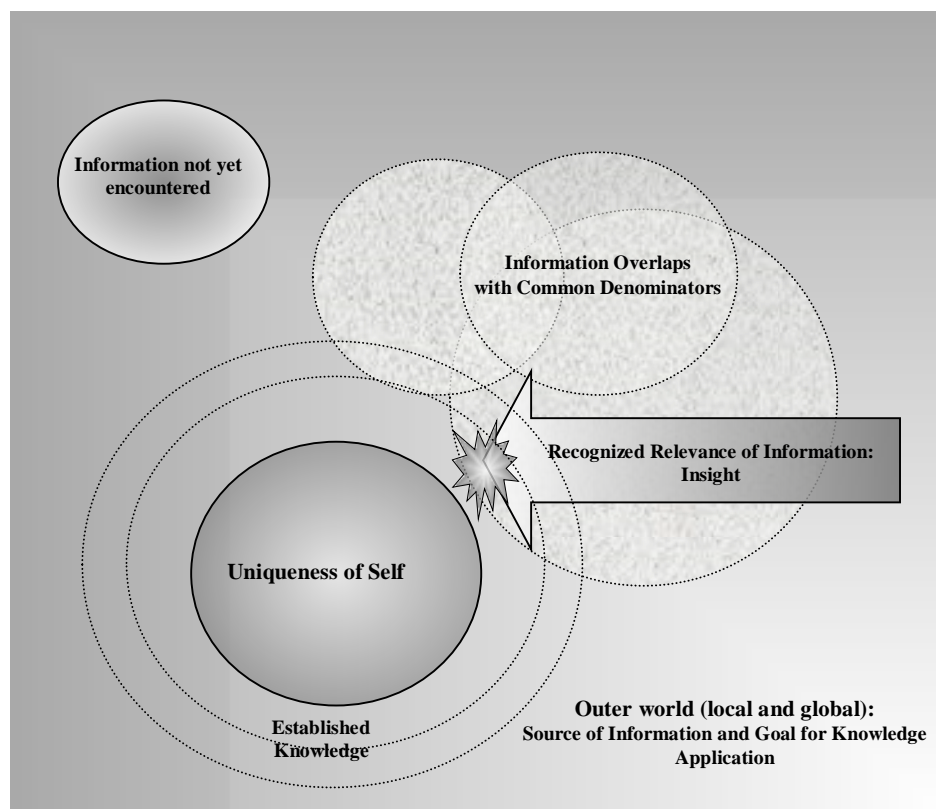 Information not yet
encountered
Information Overlaps
with Common Denominators
Recognized Relevance of Information:
Insight
Uniqueness of Self
Established
Knowledge
Outer world (local and global):
Source of Information and Goal for Knowledge
Application